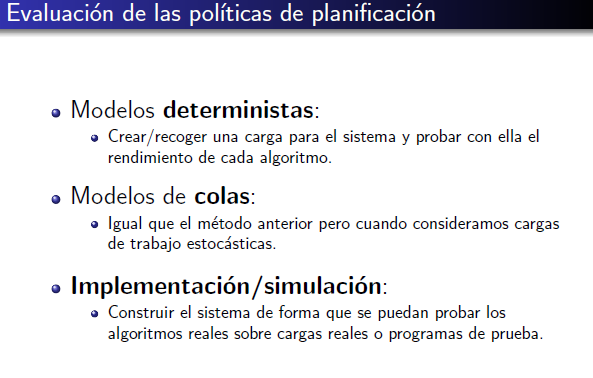 Evaluación de las políticas de planificación
Modelos deterministas:
Crear/recoger una carga para el sistema y probar con ella el
rendimiento de cada algoritmo.
Modelos de colas:
Igual que el método anterior pero cuando consideramos cargas
de trabajo estocásticas.
Implementación/simulación:
Construir el sistema de forma que se puedan probar los
algoritmos reales sobre cargas reales o programas de prueba.